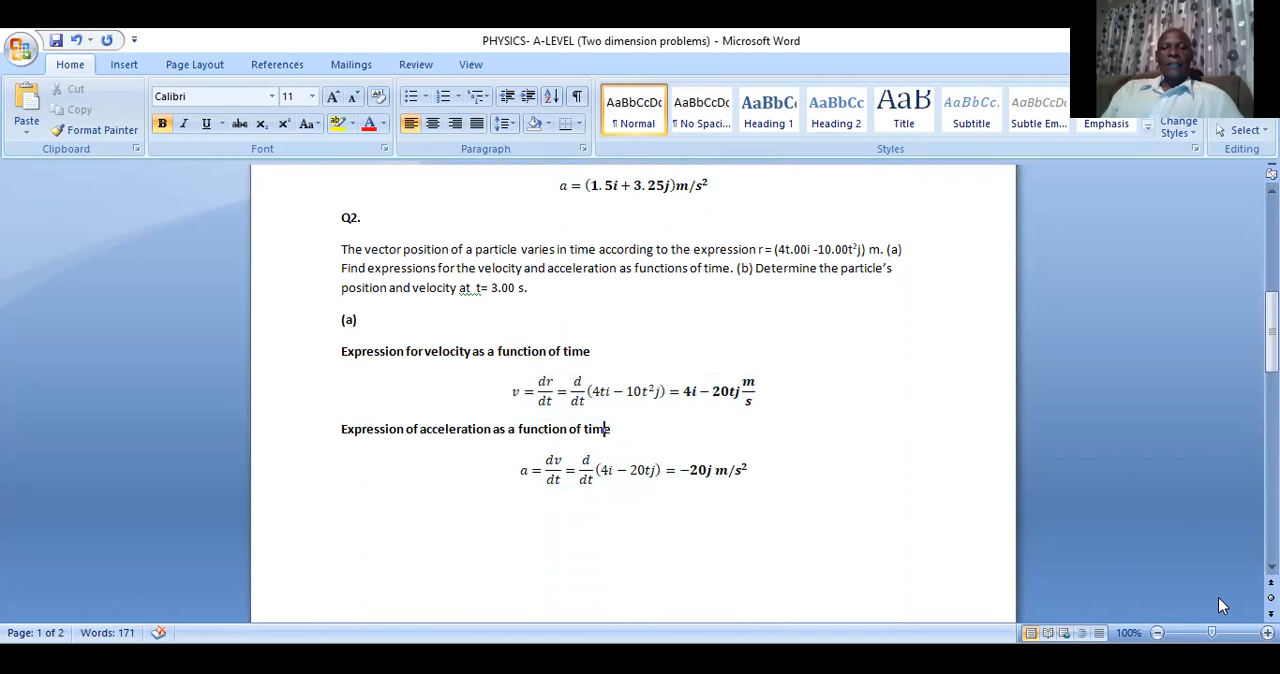 PHYSICS- A-LEVEL (Two dimension problems) - Microsoft Word
Home Insert Page Layout References Mailings Review View
Paste
Cut
Copy
Format Painter
Clipboard
Calibri 11
B I U abc x₂ x² Aa A
Font
Paragraph
AaBbCcDc AaBbCcDc AaBbCc AaBbCc AaB AaBbCc. AaBbCcDc
¶ Normal ¶ No Spaci... Heading 1 Heading 2 Title Subtitle Subtle Em... Emphasis
Styles
Change Styles
Select
Editing
a = (1.5i + 3.25j)m/s²
Q2.
The vector position of a particle varies in time according to the expression r = (4t.00i -10.00t²j) m. (a)
Find expressions for the velocity and acceleration as functions of time. (b) Determine the particle's
position and velocity at t= 3.00 s.
(a)
Expression for velocity as a function of time
v = dr/dt = d/dt (4ti − 10t²j) = 4i − 20tj m/s
Expression of acceleration as a function of time
a = dv/dt = d/dt (4i − 20tj) = −20j m/s²
Page: 1 of 2 Words: 171
100%